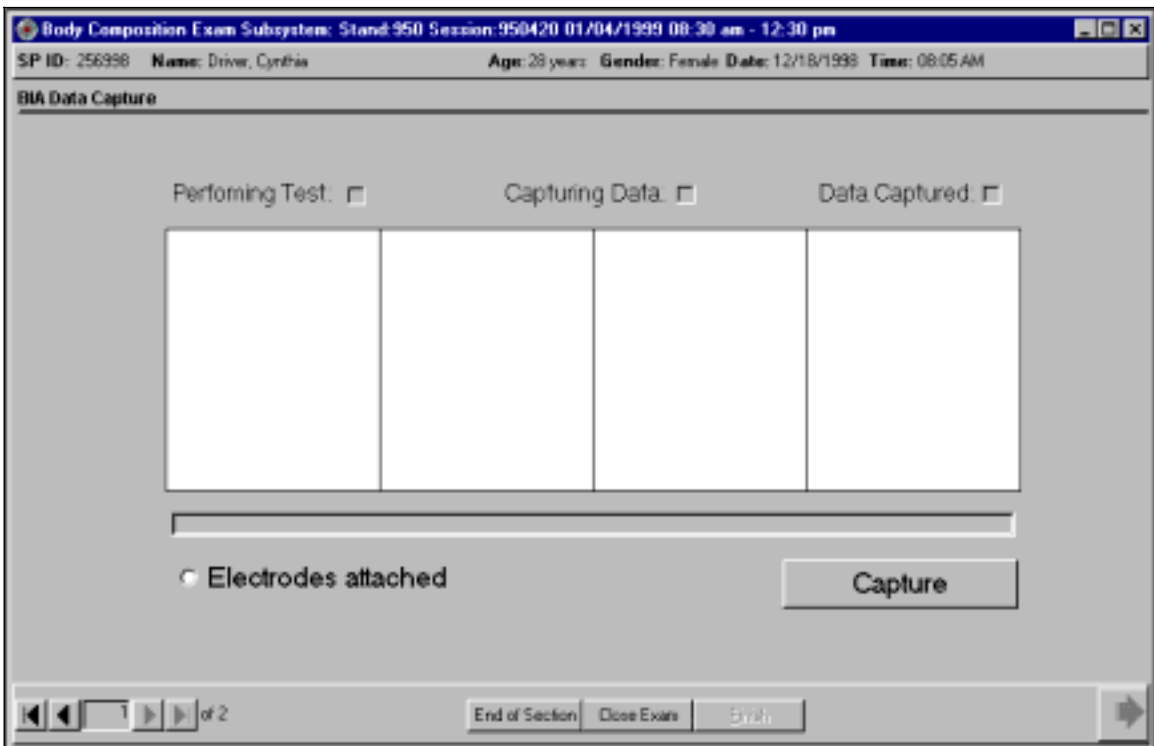 Body Composition Exam Subsystem: Stand:950 Session:950420 01/04/1999 08:30 am - 12:30 pm
SP ID: 256998 Name: Driver, Cynthia Age: 28 years Gender: Female Date: 12/18/1998 Time: 08:05 AM
BIA Data Capture
Perfoming Test: Capturing Data: Data Captured:
Electrodes attached Capture
1 of 2 End of Section Close Exam Finish